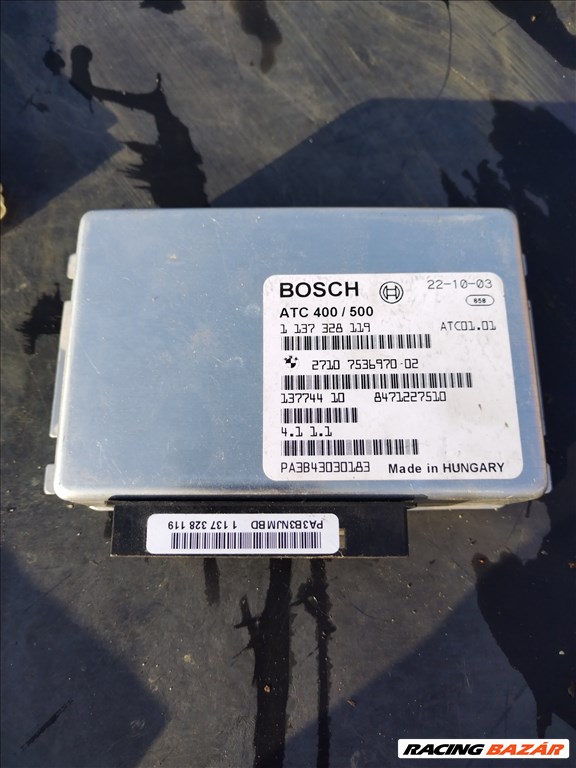 BOSCH 22-10-03
658
ATC 400 / 500
1 137 328 119 ATC01.01
2710 7536970-02
137744 10 8471227510
4.1 1.1
PA3B43030183 Made in HUNGARY
PA3B3NJMBD 1 137 328 119
RACING BAZÁR